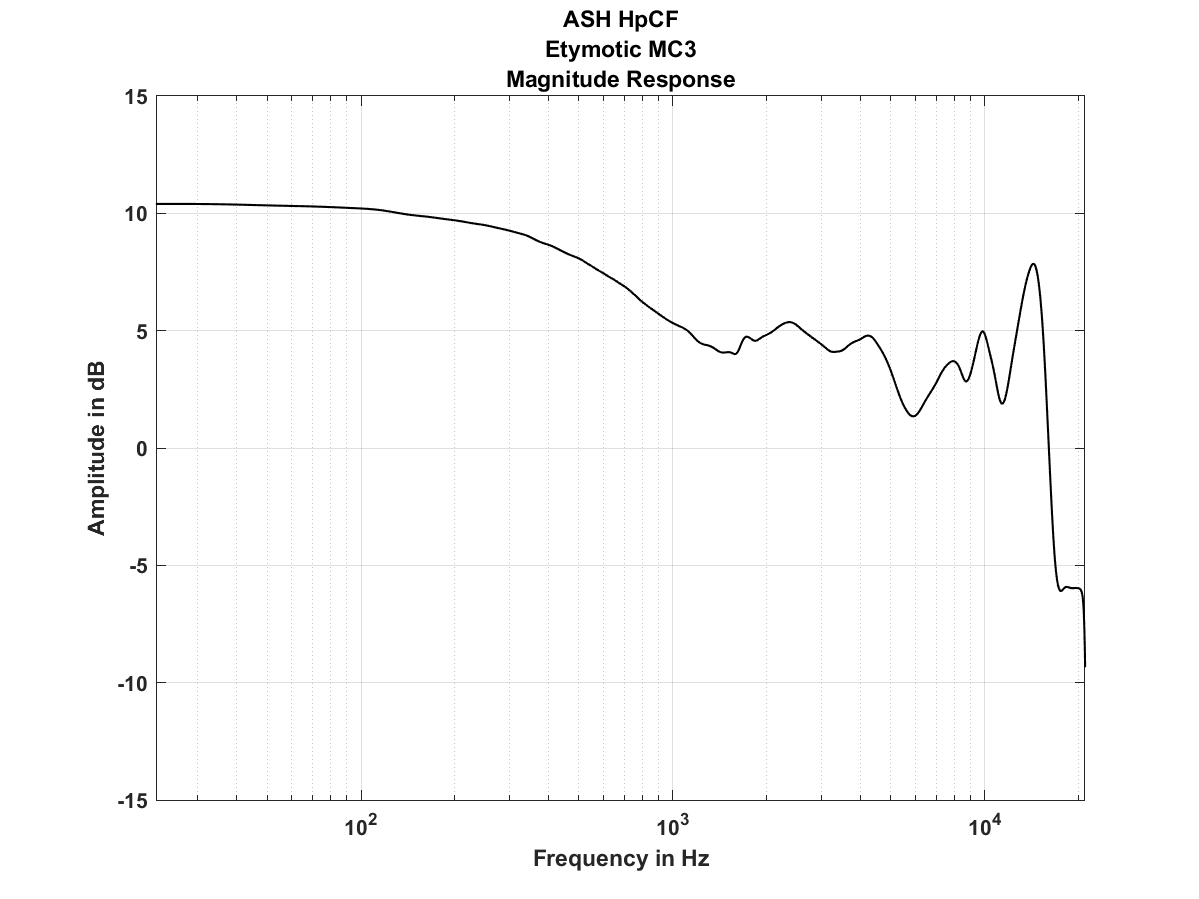 ASH HpCF
Etymotic MC3
Magnitude Response
15
10
5
0
-5
-10
-15
Amplitude in dB
10²
10³
10⁴
Frequency in Hz